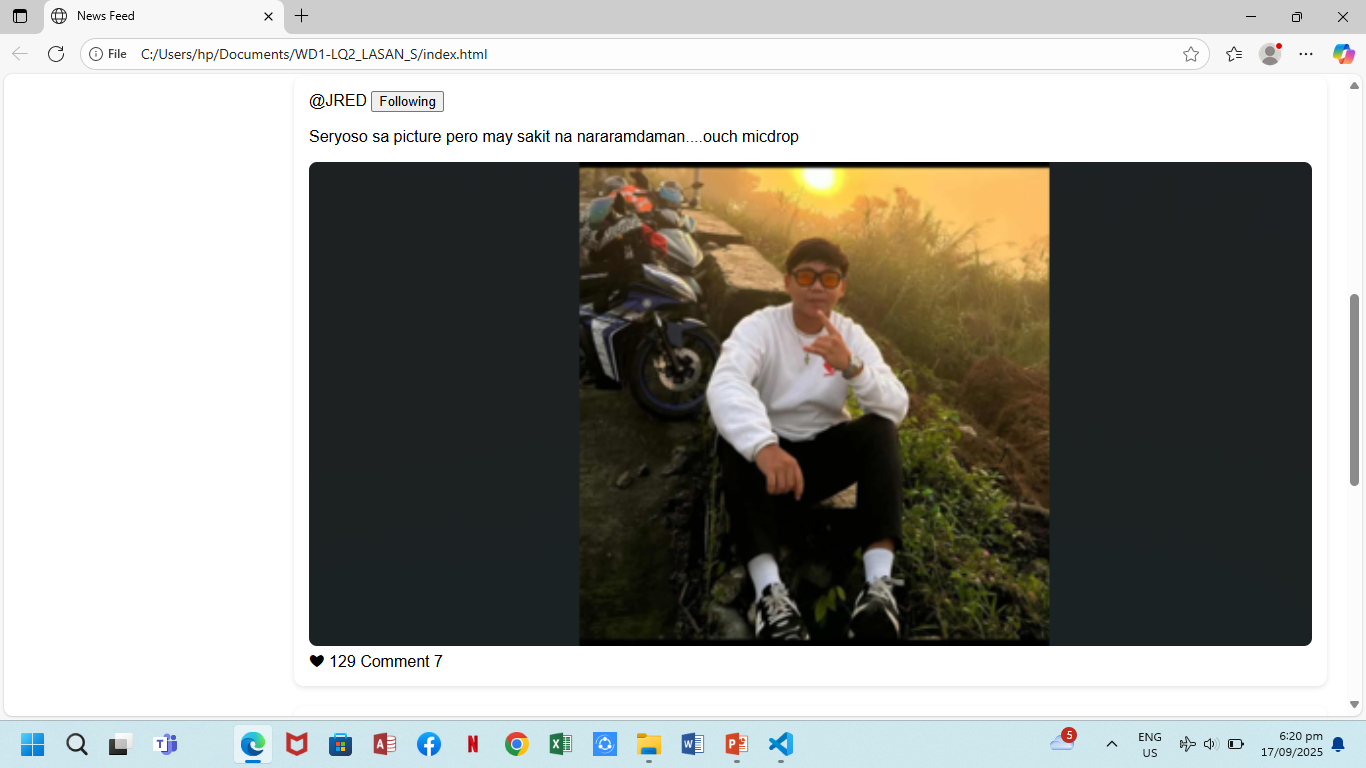 News Feed
File
C:/Users/hp/Documents/WD1-LQ2_LASAN_S/index.html
@JRED Following
Seryoso sa picture pero may sakit na nararamdaman....ouch micdrop
129 Comment 7
5
ENG
US
6:20 pm
17/09/2025